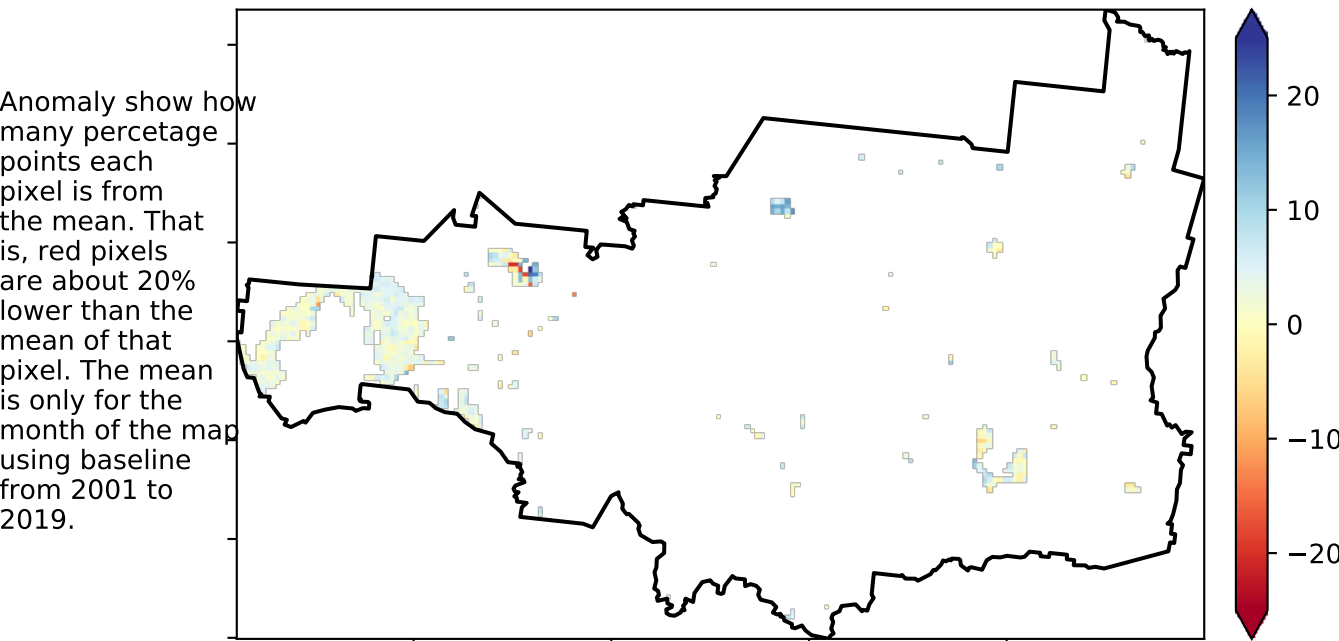 Anomaly show how
many percetage
points each
pixel is from
the mean. That
is, red pixels
are about 20%
lower than the
mean of that
pixel. The mean
is only for the
month of the map
using baseline
from 2001 to
2019.
20
10
0
−10
−20